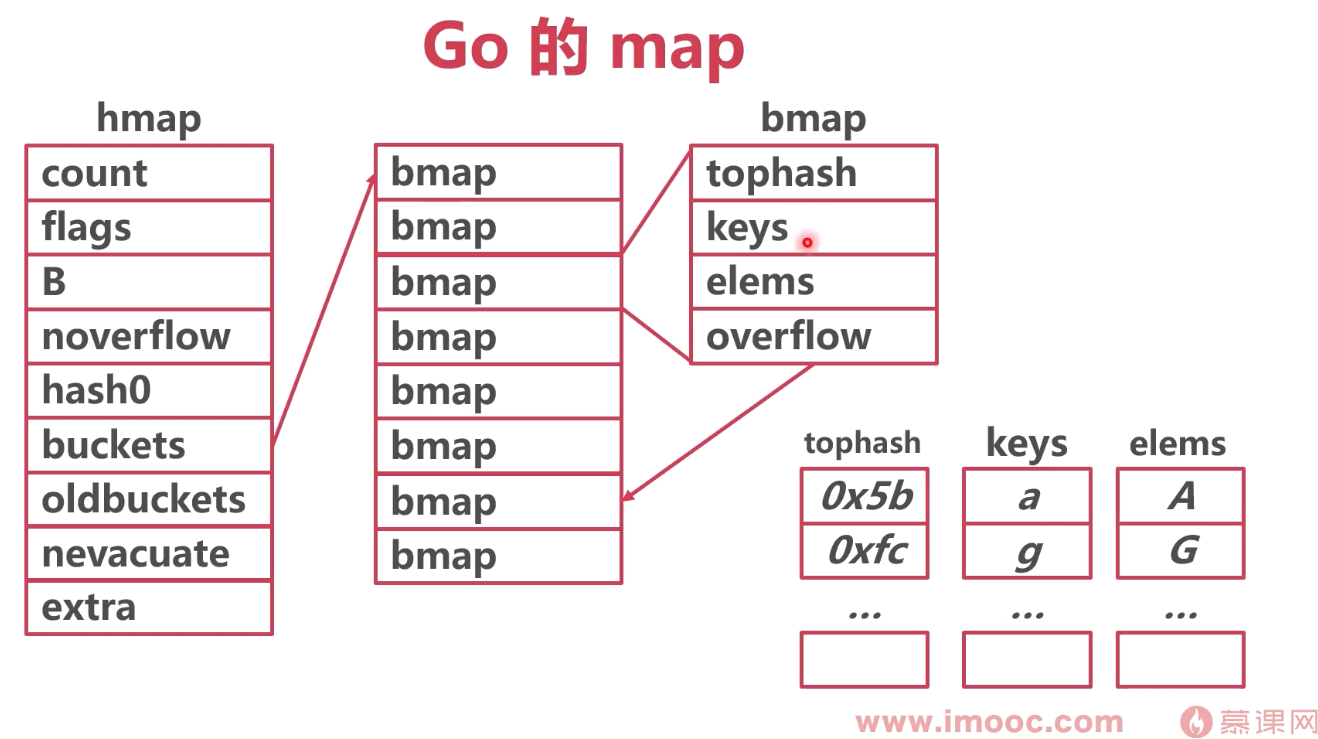 Go 的 map
hmap
count
flags
B
noverflow
hash0
buckets
oldbuckets
nevacuate
extra
bmap
bmap
bmap
bmap
bmap
bmap
bmap
bmap
bmap
tophash
keys
elems
overflow
tophash keys elems
0x5b a A
0xfc g G
... ... ...
www.imooc.com 慕课网